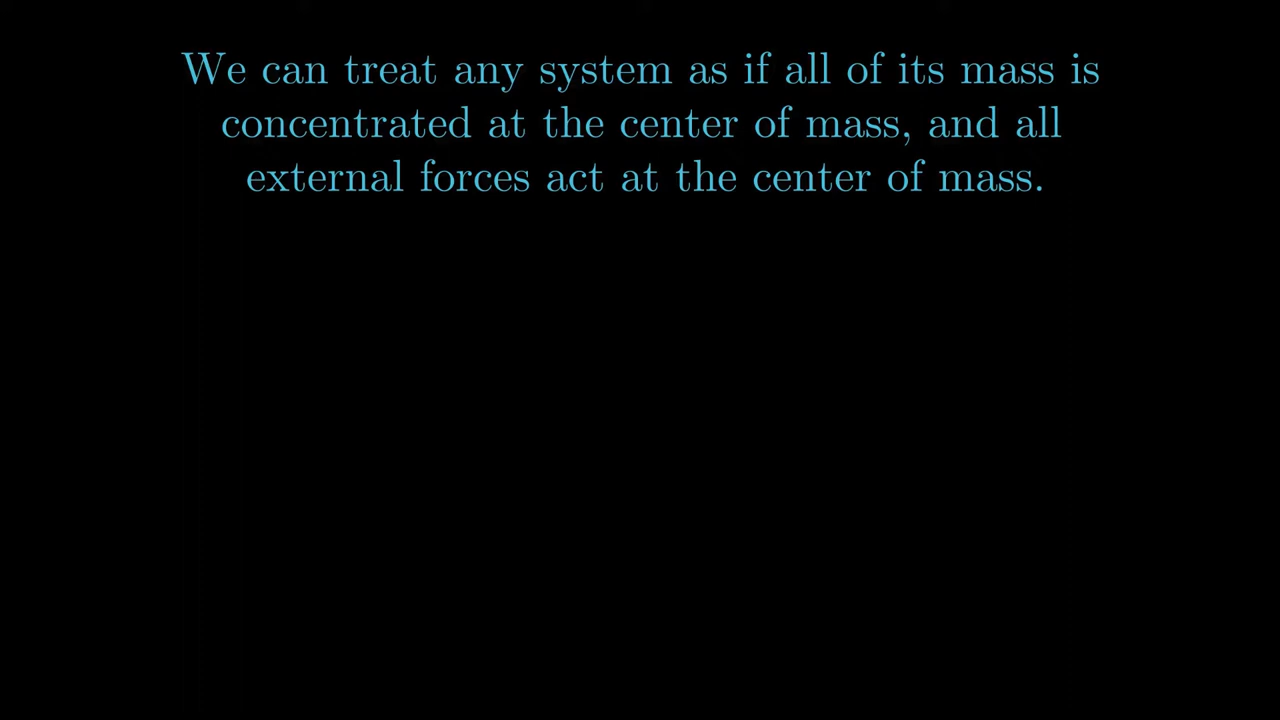 We can treat any system as if all of its mass is
concentrated at the center of mass, and all
external forces act at the center of mass.